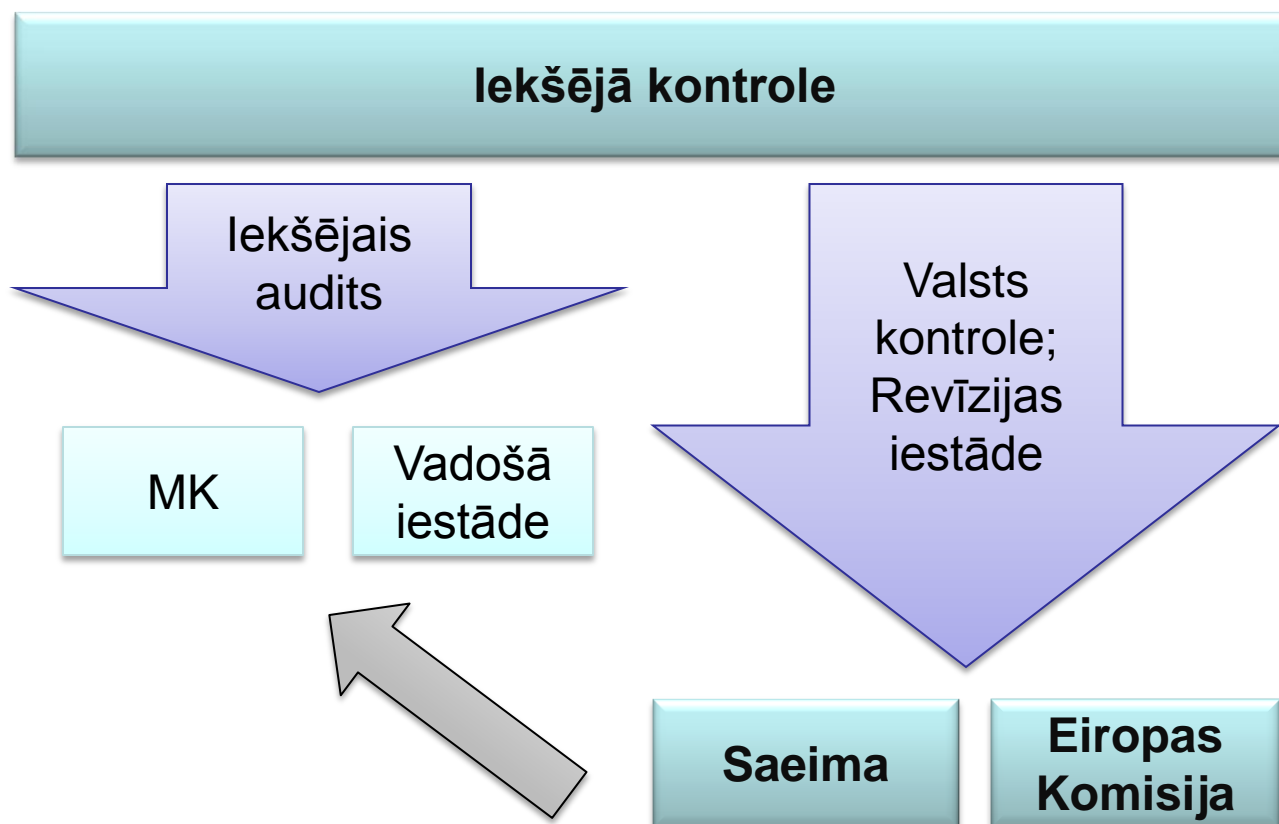 Iekšējā kontrole
Iekšējais
audits
Valsts
kontrole;
Revīzijas
iestāde
MK
Vadošā
iestāde
Saeima
Eiropas
Komisija